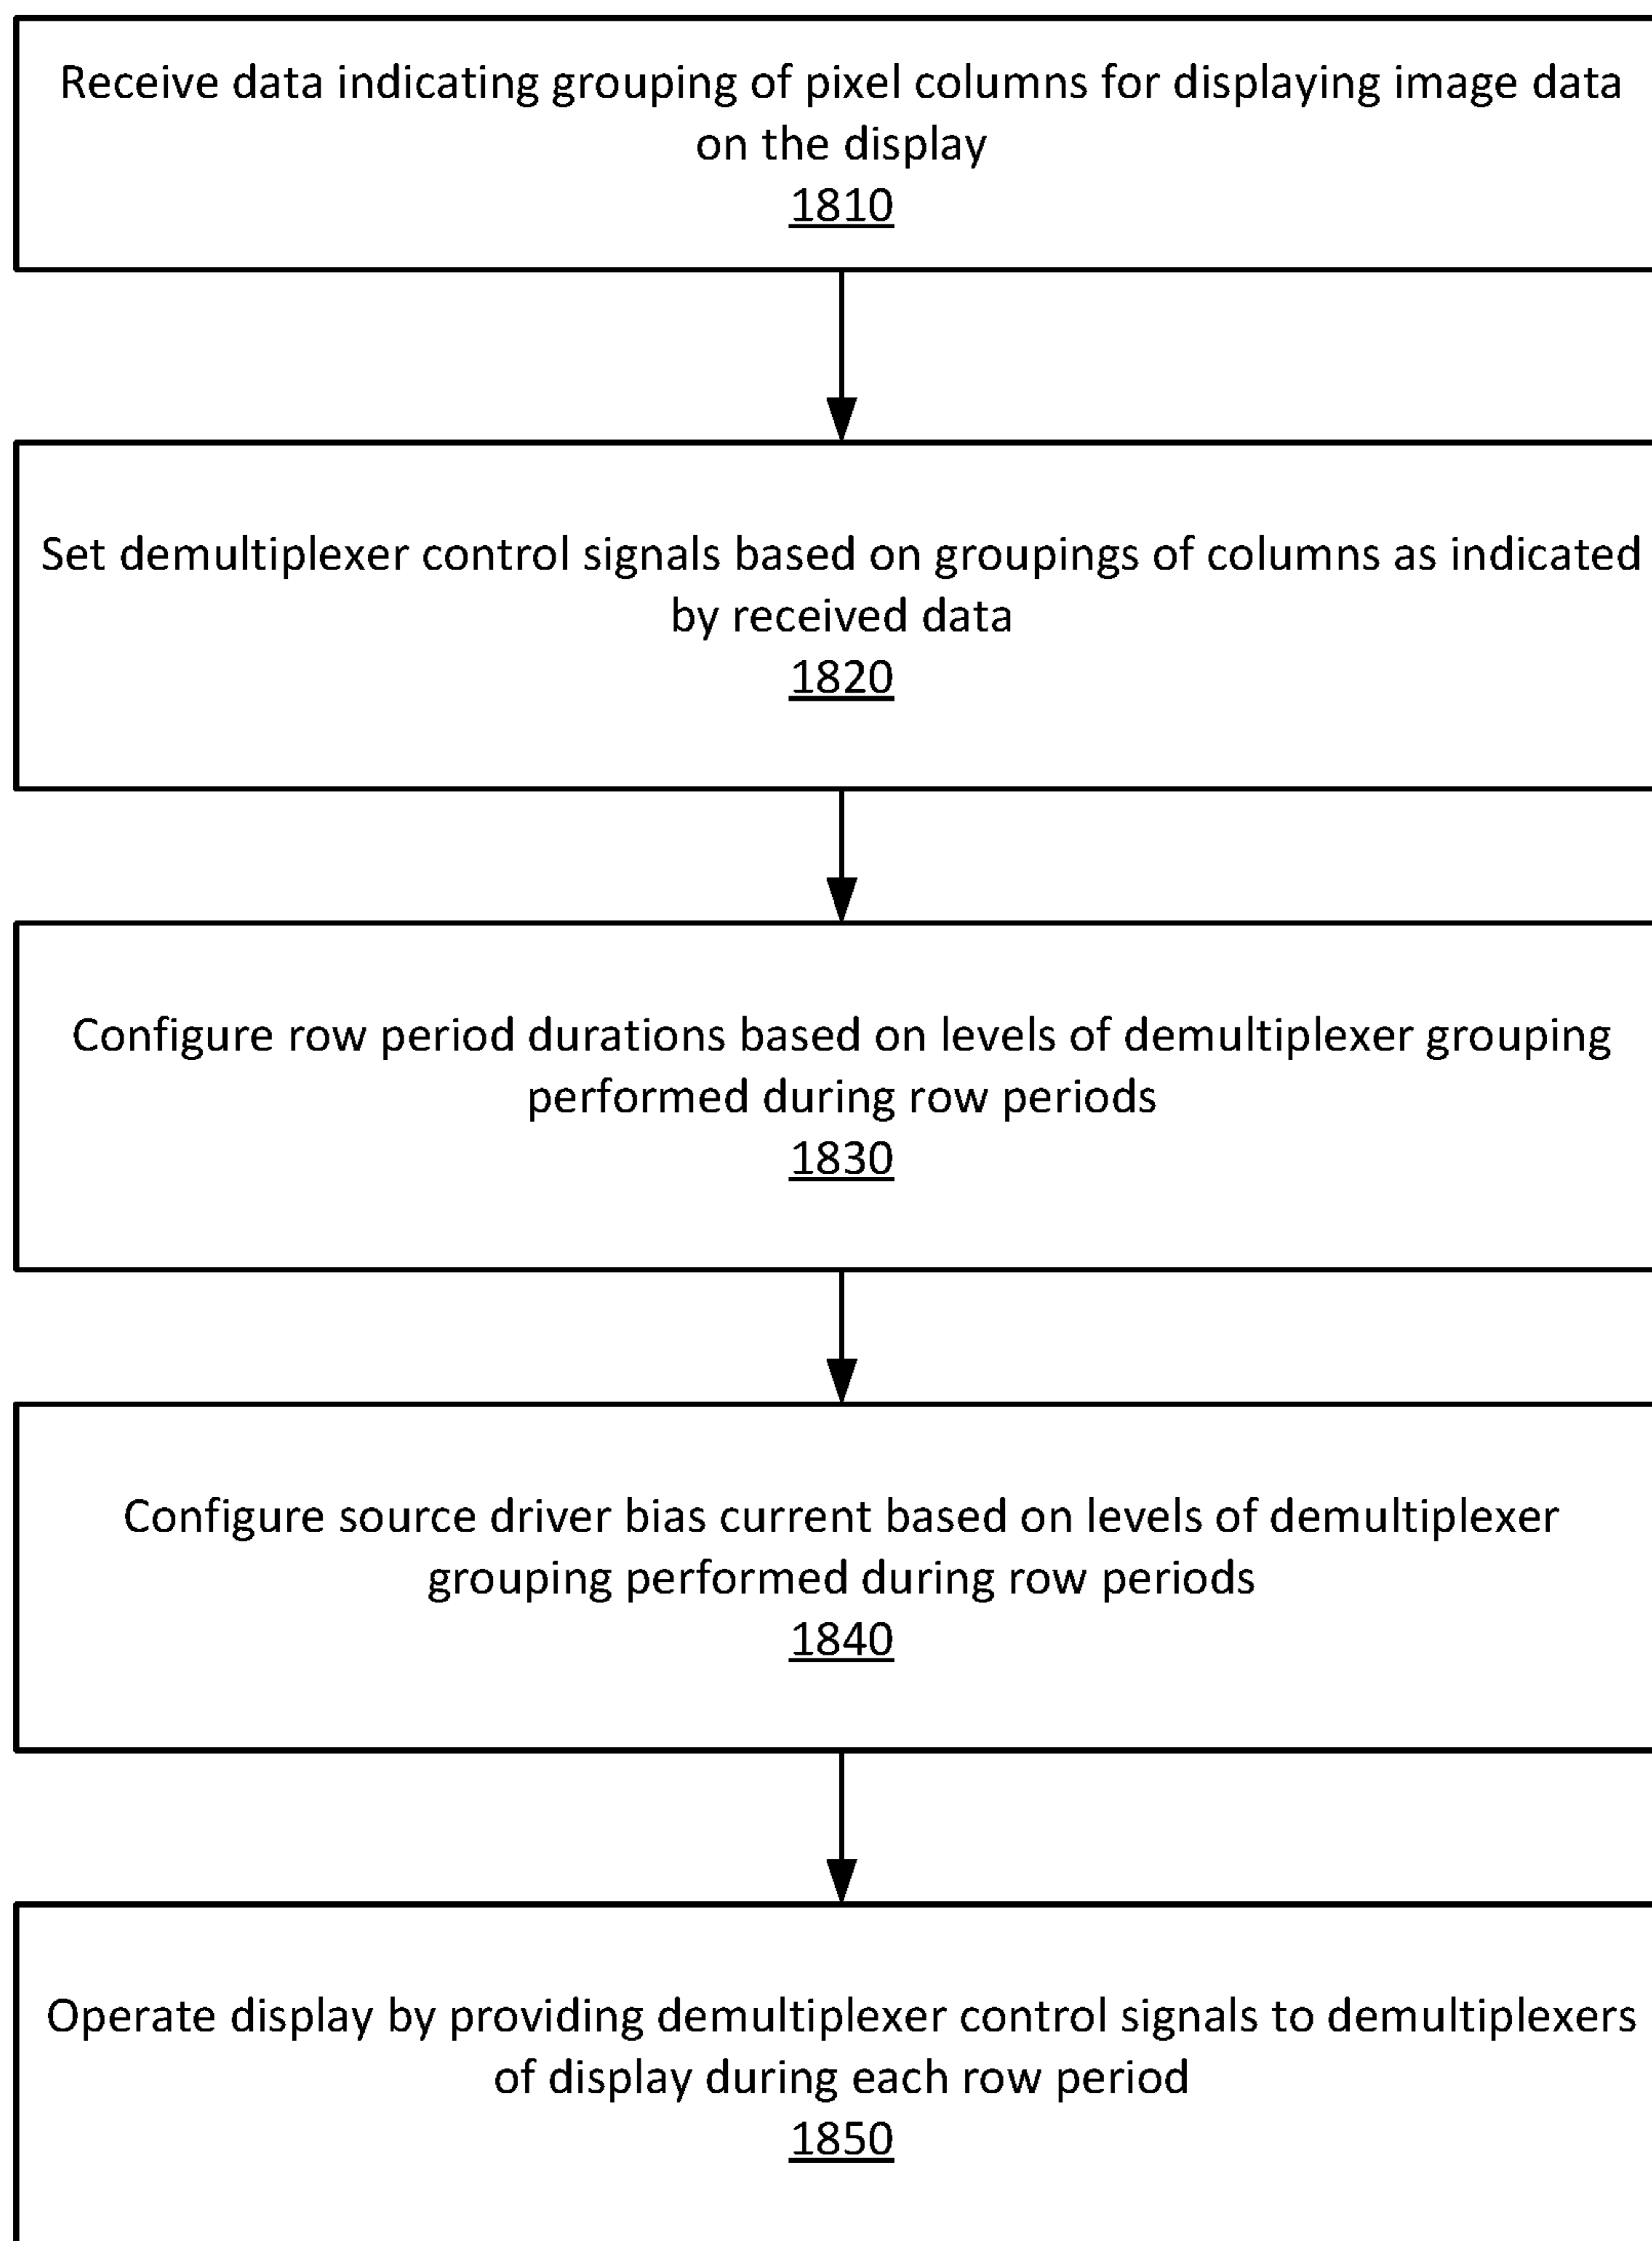 Receive data indicating grouping of pixel columns for displaying image data
on the display
1810
Set demultiplexer control signals based on groupings of columns as indicated
by received data
1820
Configure row period durations based on levels of demultiplexer grouping
performed during row periods
1830
Configure source driver bias current based on levels of demultiplexer
grouping performed during row periods
1840
Operate display by providing demultiplexer control signals to demultiplexers
of display during each row period
1850